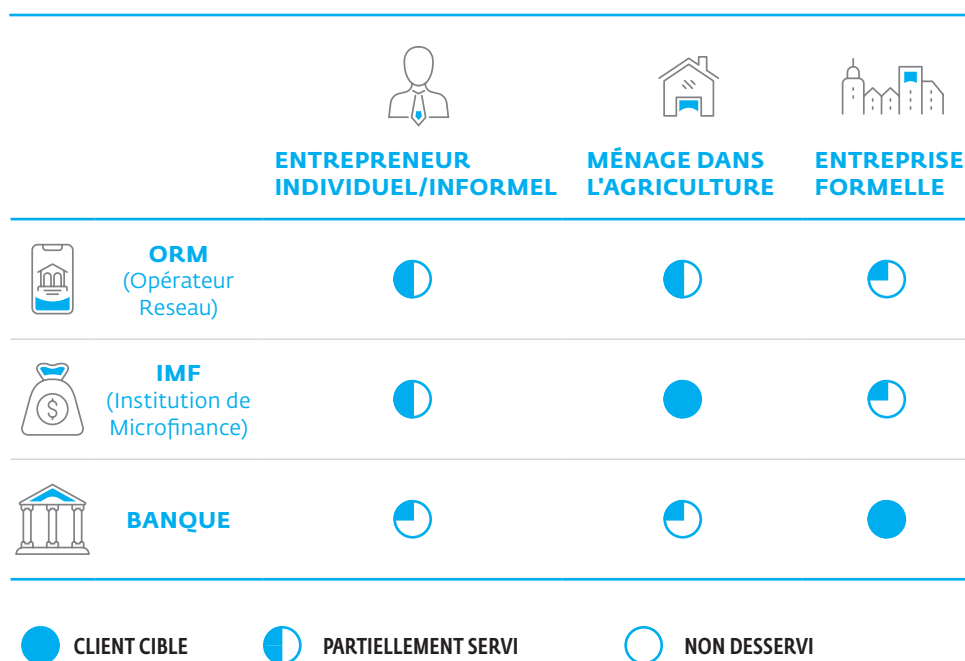 ENTREPRENEUR
INDIVIDUEL/INFORMEL
MÉNAGE DANS
L'AGRICULTURE
ENTREPRISE
FORMELLE
ORM
(Opérateur
Reseau)
IMF
(Institution de
Microfinance)
BANQUE
CLIENT CIBLE
PARTIELLEMENT SERVI
NON DESSERVI